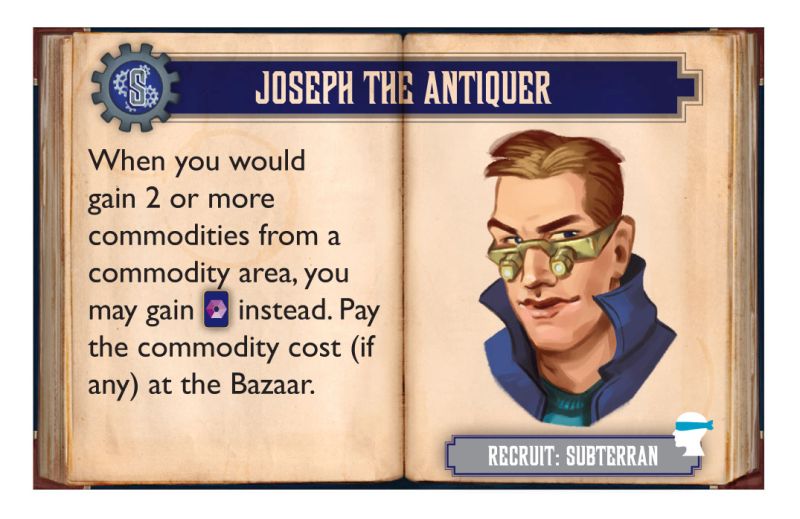 S
JOSEPH THE ANTIQUER
When you would
gain 2 or more
commodities from a
commodity area, you
may gain instead. Pay
the commodity cost (if
any) at the Bazaar.
RECRUIT: SUBTERRAN